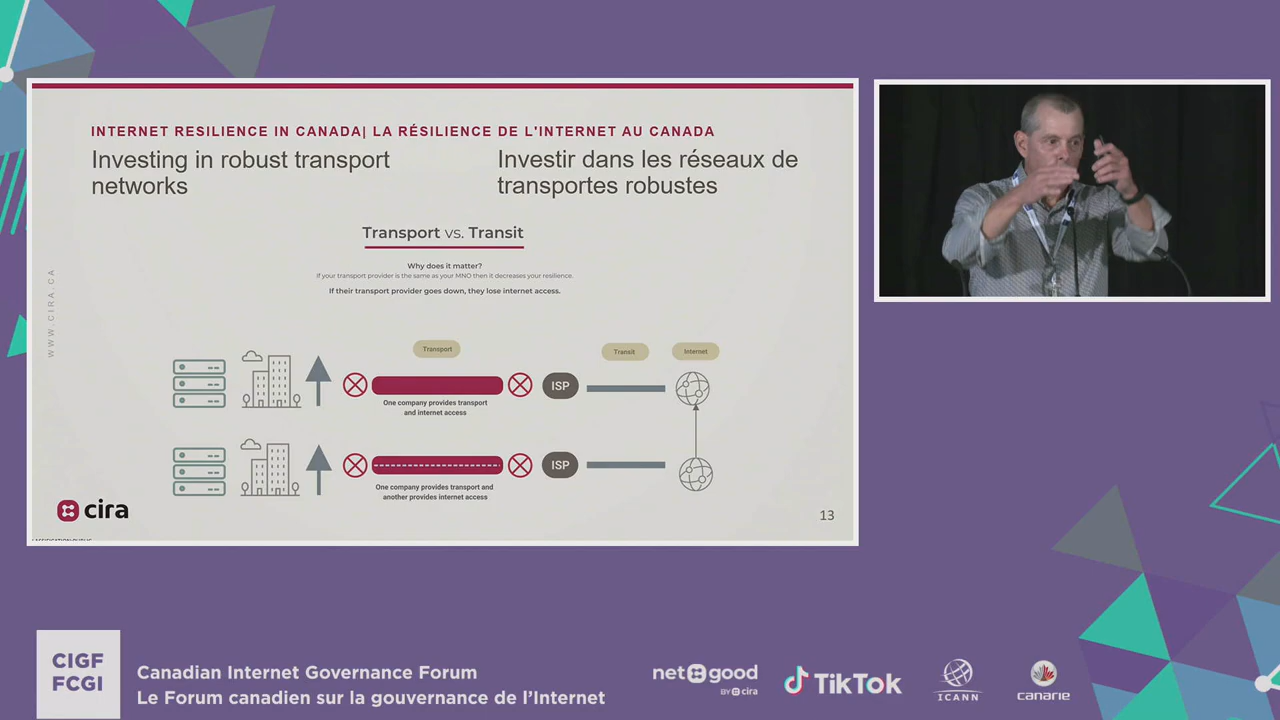 INTERNET RESILIENCE IN CANADA| LA RÉSILIENCE DE L'INTERNET AU CANADA
Investing in robust transport
networks
Investir dans les réseaux de
transportes robustes
Transport vs. Transit
Why does it matter?
If your transport provider is the same as your MNO then it decreases your resilience.
If their transport provider goes down, they lose internet access.
WWW.CIRA.CA
Transport
Transit
Internet
ISP
One company provides transport
and internet access
ISP
One company provides transport and
another provides internet access
cira
13
CIGF
FCGI
Canadian Internet Governance Forum
Le Forum canadien sur la gouvernance de l'Internet
net good
BY cira
TikTok
ICANN
canarie